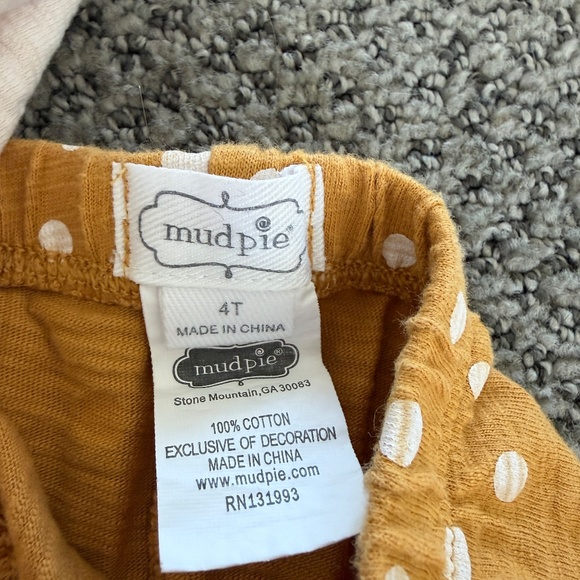 mudpie®
4T
MADE IN CHINA
mudpie®
Stone Mountain,GA 30083
100% COTTON
EXCLUSIVE OF DECORATION
MADE IN CHINA
www.mudpie.com
RN131993